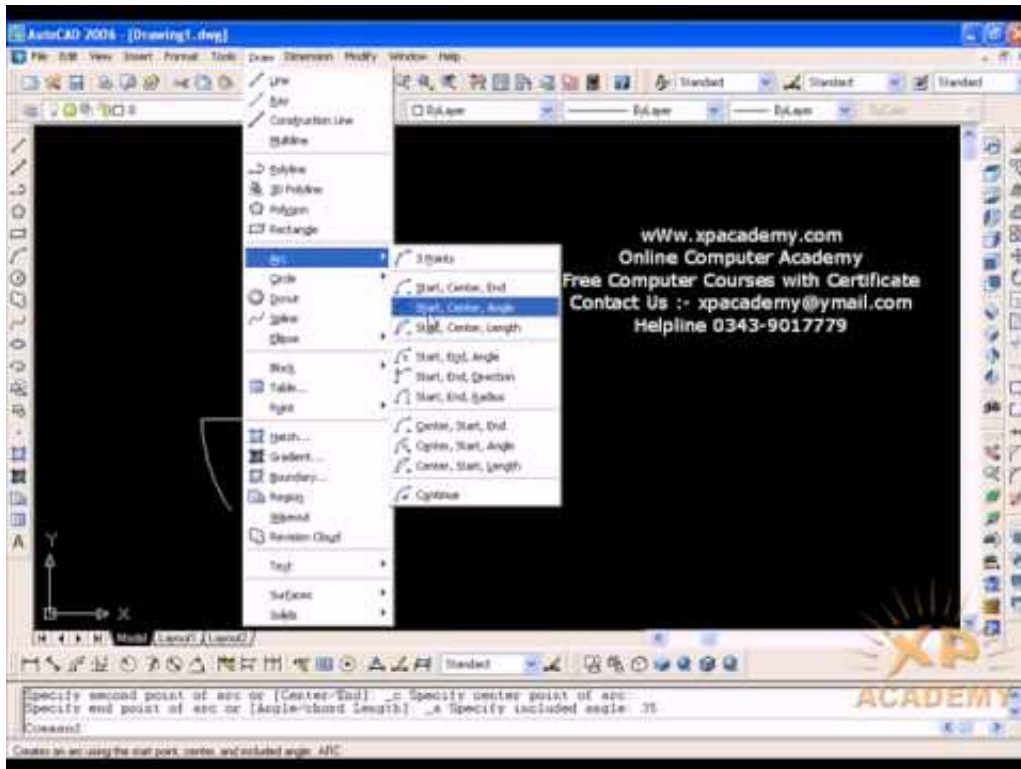 AutoCAD 2006 - [Drawing1.dwg]
File Edit View Insert Format Tools Draw Dimension Modify Window Help
Standard Standard Standard
0 ByLayer ByLayer ByLayer ByColor
Line
Ray
Construction Line
Multiline
Polyline
3D Polyline
Polygon
Rectangle
Arc
Circle
Donut
Spline
Ellipse
Block
Table...
Point
Hatch...
Gradient...
Boundary...
Region
Wipeout
Revision Cloud
Text
Surfaces
Solids
3 Points
Start, Center, End
Start, Center, Angle
Start, Center, Length
Start, End, Angle
Start, End, Direction
Start, End, Radius
Center, Start, End
Center, Start, Angle
Center, Start, Length
Continue
wWw.xpacademy.com
Online Computer Academy
Free Computer Courses with Certificate
Contact Us :- xpacademy@ymail.com
Helpline 0343-9017779
A
Y
X
Model Layout1 Layout2
Standard
XP
ACADEMY
Specify second point of arc or [Center/End]: _c Specify center point of arc:
Specify end point of arc or [Angle/chord Length]: _a Specify included angle: 35
Command:
Creates an arc using the start point, center, and included angle: ARC